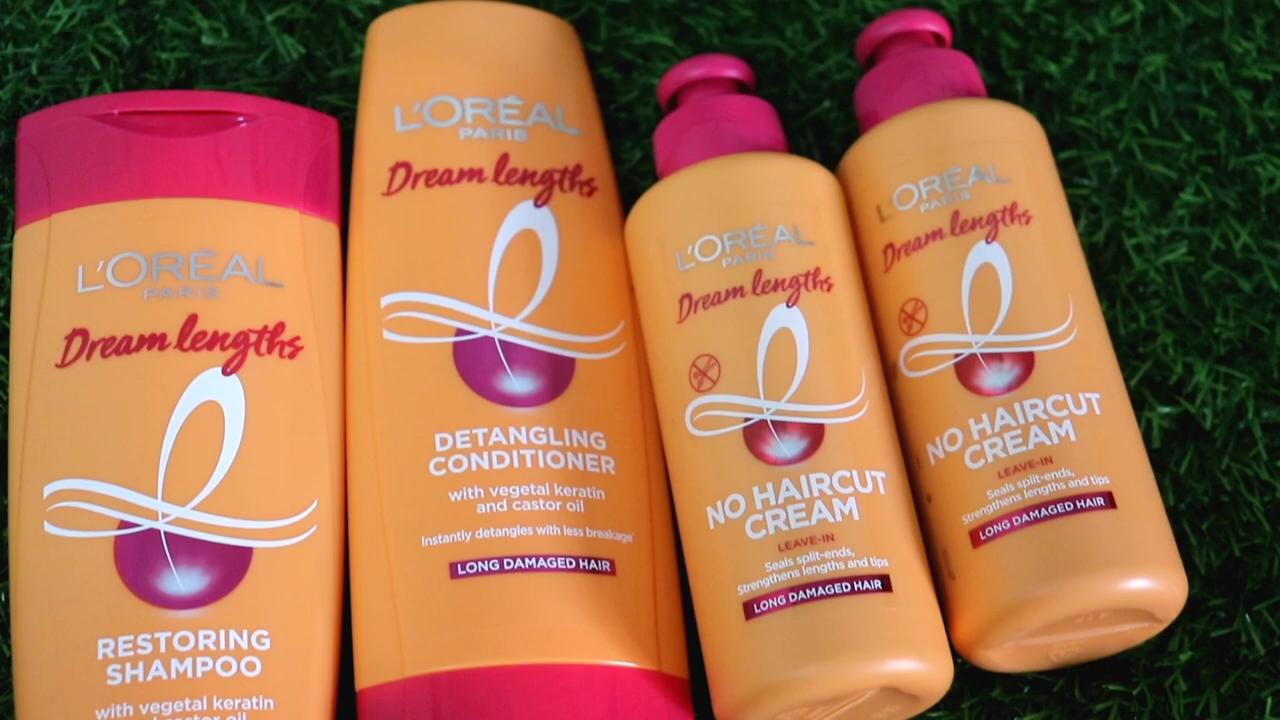 L'ORÉAL
PARIS
Dream lengths
RESTORING
SHAMPOO
with vegetal keratin
and castor oil
L'ORÉAL
PARIS
Dream lengths
DETANGLING
CONDITIONER
with vegetal keratin
and castor oil
Instantly detangles with less breakage*
LONG DAMAGED HAIR
L'ORÉAL
PARIS
Dream lengths
NO HAIRCUT
CREAM
LEAVE-IN
Seals split-ends,
Strengthens lengths and tips
LONG DAMAGED HAIR
L'ORÉAL
PARIS
Dream lengths
NO HAIRCUT
CREAM
LEAVE-IN
Seals split-ends,
Strengthens lengths and tips
LONG DAMAGED HAIR